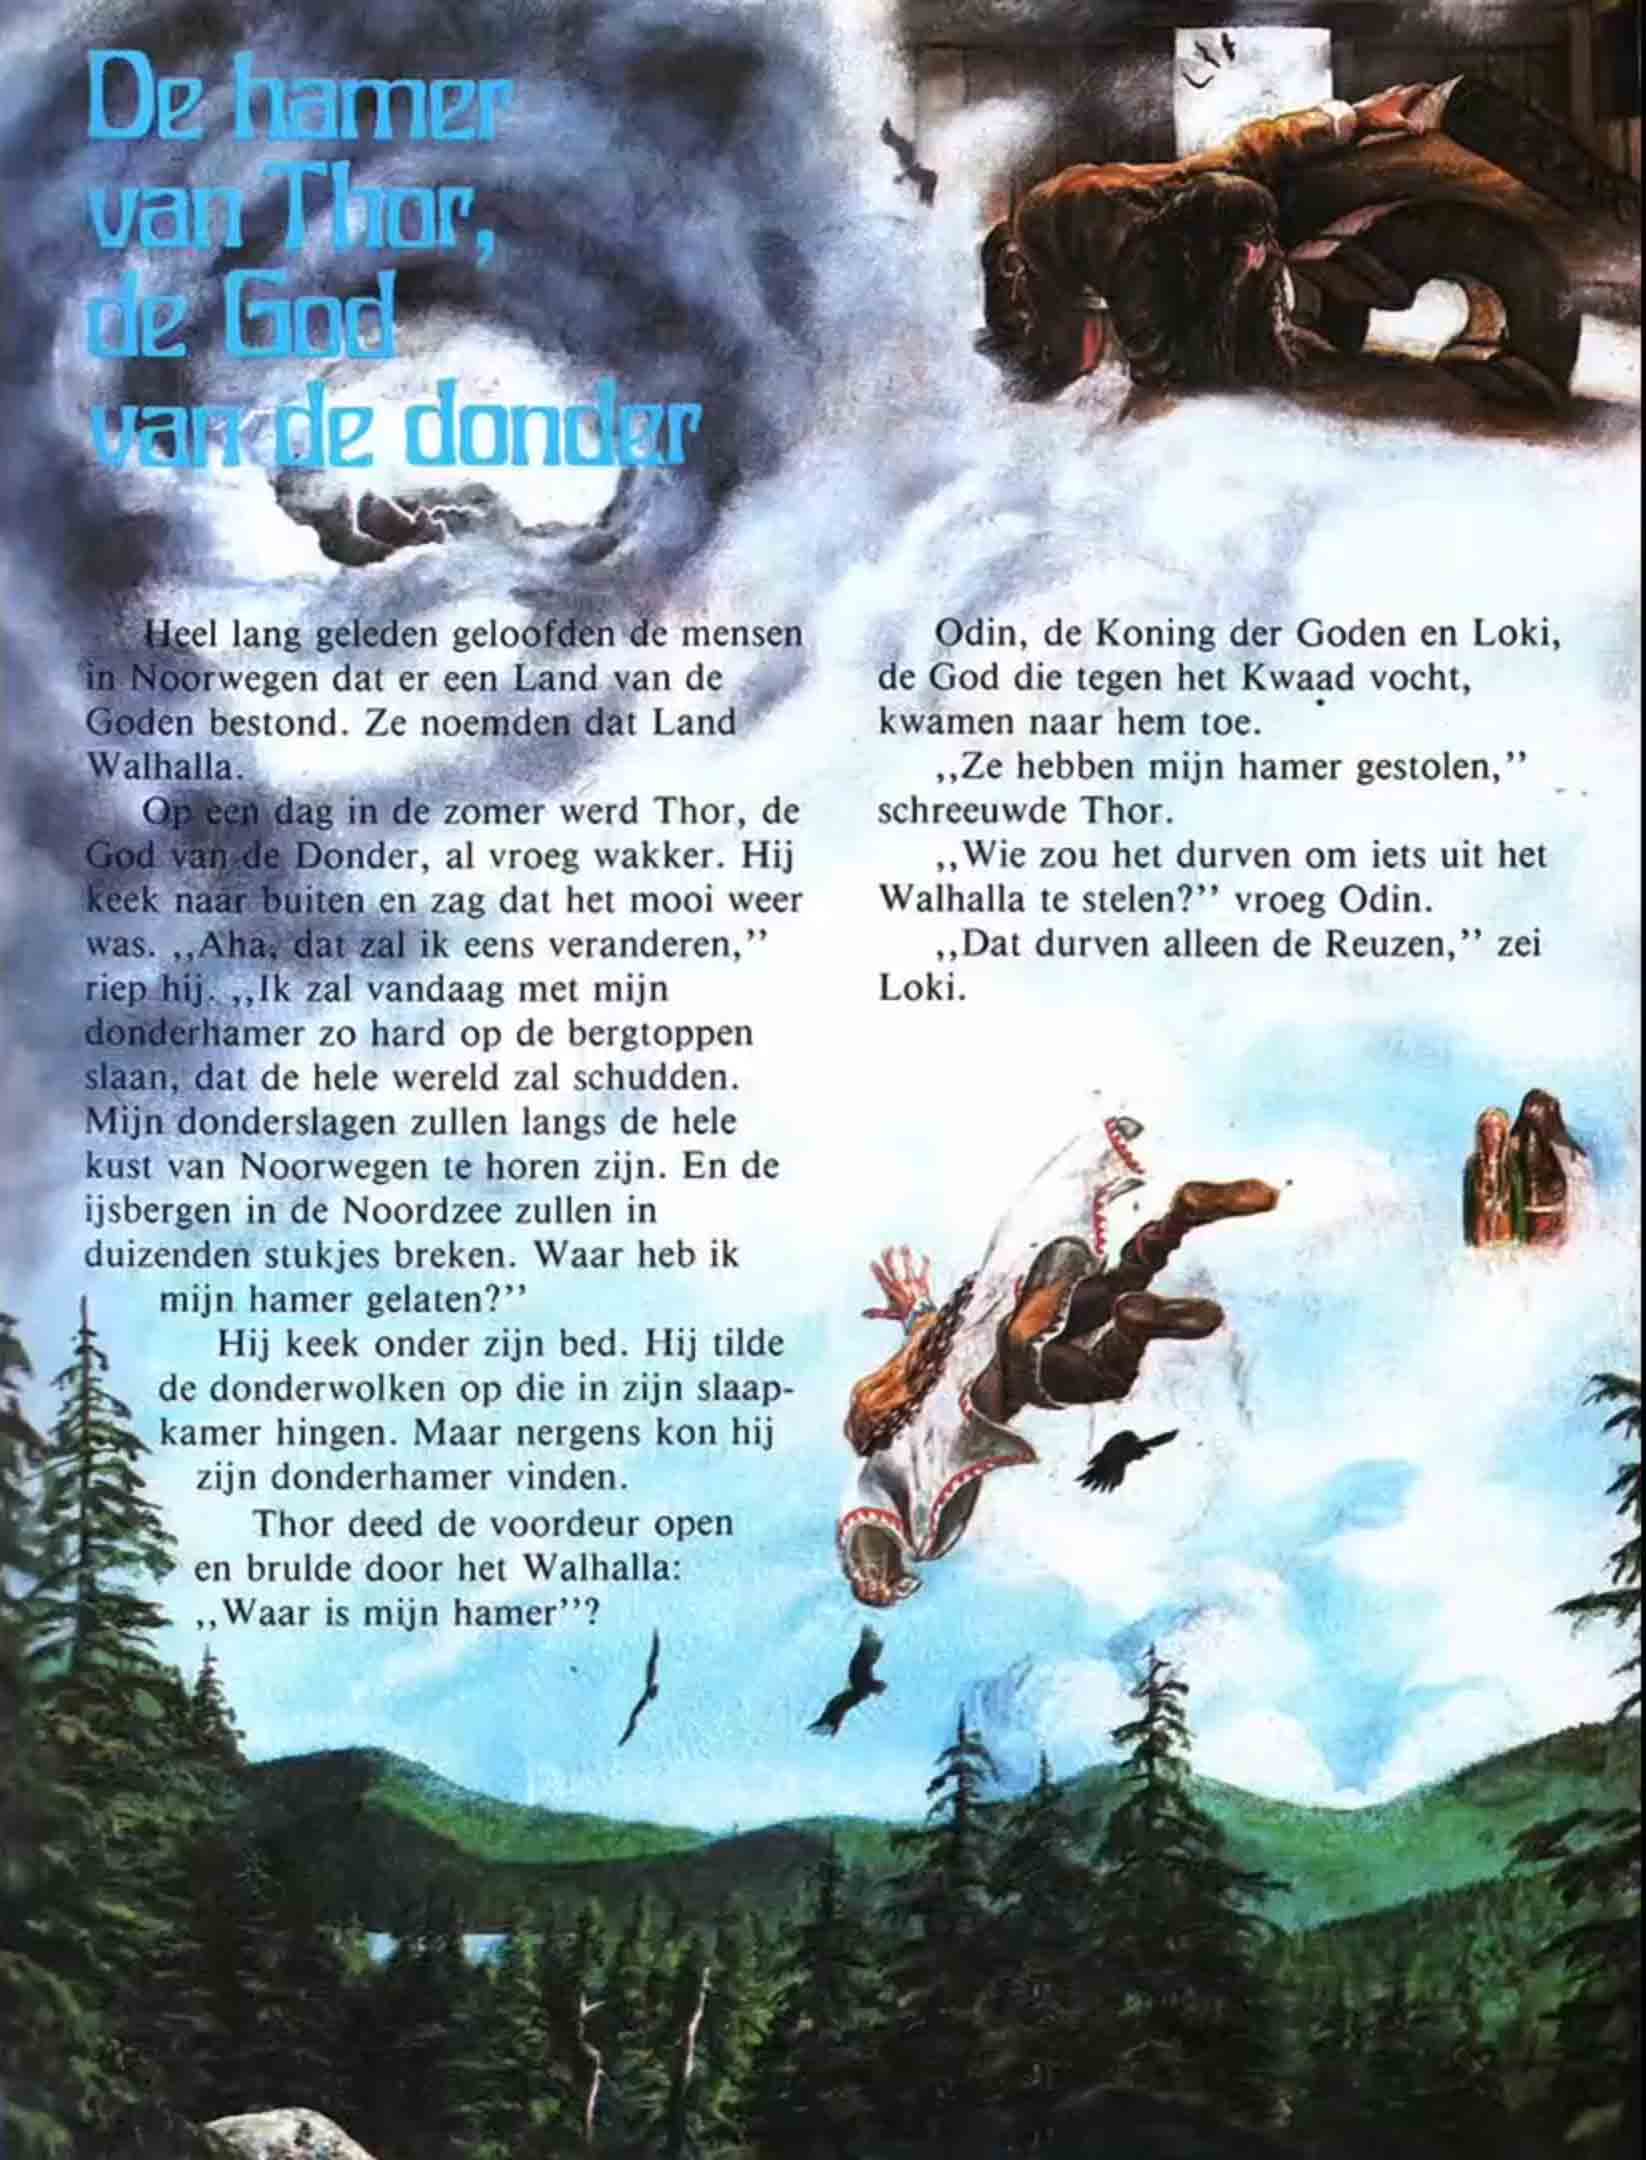 De hamer
van Thor,
de God
van de donder
Heel lang geleden geloofden de mensen
in Noorwegen dat er een Land van de
Goden bestond. Ze noemden dat Land
Walhalla.
Op een dag in de zomer werd Thor, de
God van de Donder, al vroeg wakker. Hij
keek naar buiten en zag dat het mooi weer
was. ,,Aha, dat zal ik eens veranderen,’’
riep hij. ,,Ik zal vandaag met mijn
donderhamer zo hard op de bergtoppen
slaan, dat de hele wereld zal schudden.
Mijn donderslagen zullen langs de hele
kust van Noorwegen te horen zijn. En de
ijsbergen in de Noordzee zullen in
duizenden stukjes breken. Waar heb ik
mijn hamer gelaten?’’
Hij keek onder zijn bed. Hij tilde
de donderwolken op die in zijn slaap-
kamer hingen. Maar nergens kon hij
zijn donderhamer vinden.
Thor deed de voordeur open
en brulde door het Walhalla:
,,Waar is mijn hamer’’?
Odin, de Koning der Goden en Loki,
de God die tegen het Kwaad vocht,
kwamen naar hem toe.
,,Ze hebben mijn hamer gestolen,’’
schreeuwde Thor.
,,Wie zou het durven om iets uit het
Walhalla te stelen?’’ vroeg Odin.
,,Dat durven alleen de Reuzen,’’ zei
Loki.